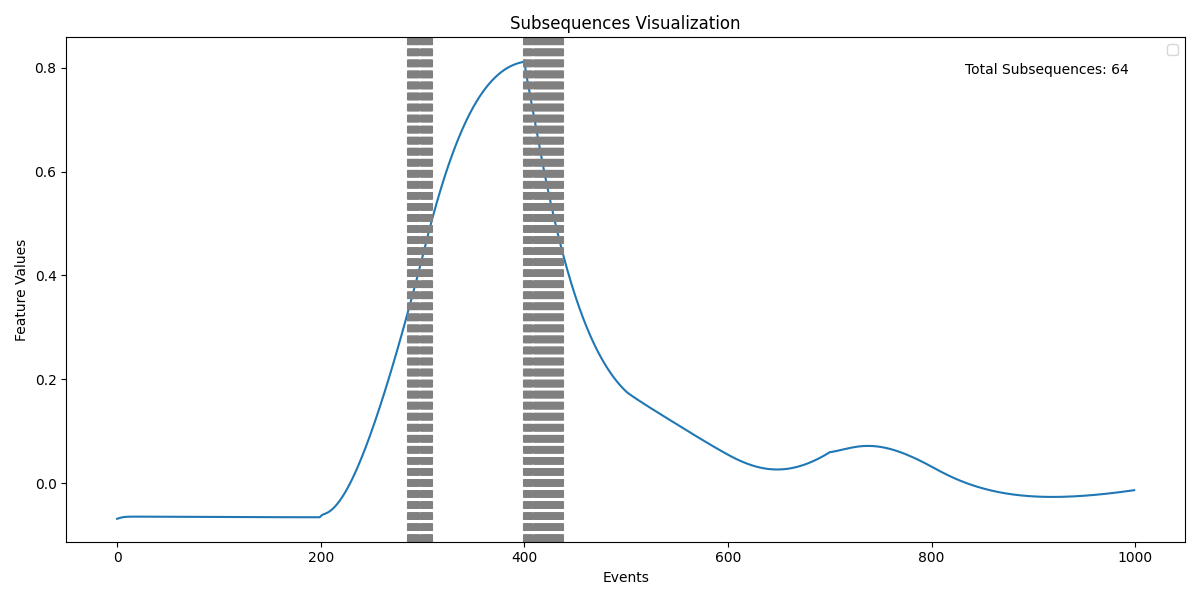 Subsequences Visualization
Total Subsequences: 64
Feature Values
0.8
0.6
0.4
0.2
0.0
0 200 400 600 800 1000
Events